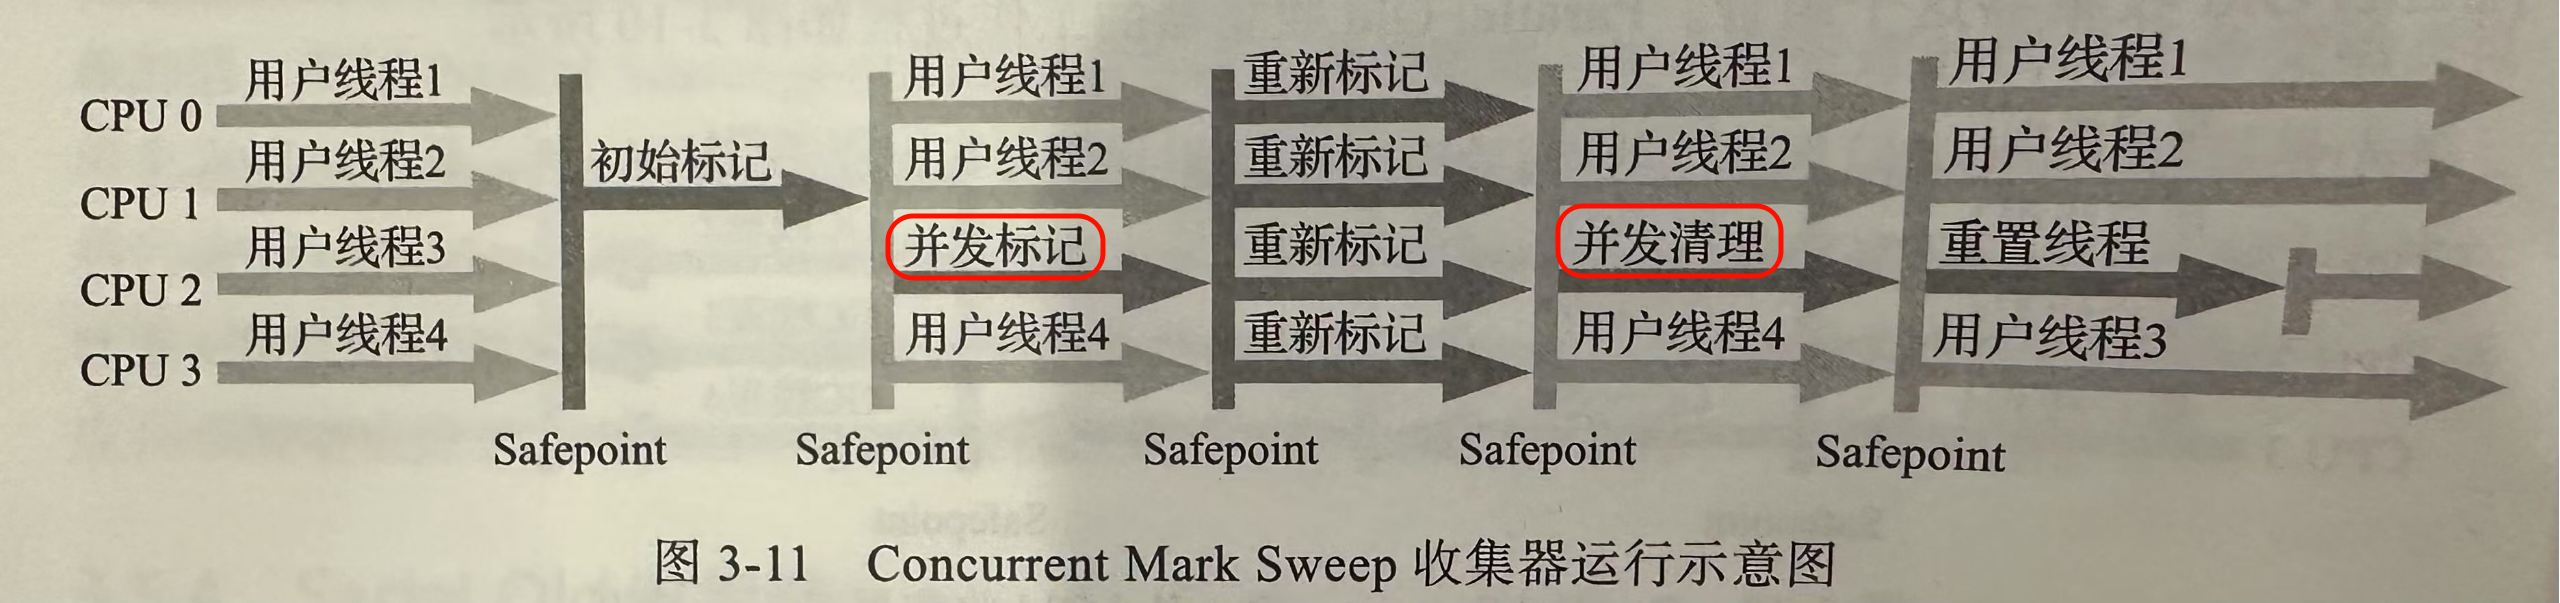 CPU 0 用户线程1 用户线程1 重新标记 用户线程1 用户线程1
CPU 1 用户线程2 初始标记 用户线程2 重新标记 用户线程2 用户线程2
CPU 2 用户线程3 并发标记 重新标记 并发清理 重置线程
CPU 3 用户线程4 用户线程4 重新标记 用户线程4 用户线程3
Safepoint Safepoint Safepoint Safepoint Safepoint
图 3-11 Concurrent Mark Sweep 收集器运行示意图